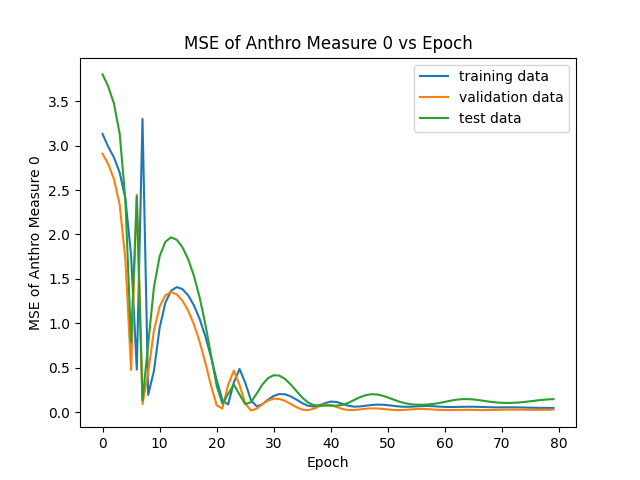 MSE of Anthro Measure 0 vs Epoch
training data
validation data
test data
MSE of Anthro Measure 0
3.5
3.0
2.5
2.0
1.5
1.0
0.5
0.0
0 10 20 30 40 50 60 70 80
Epoch